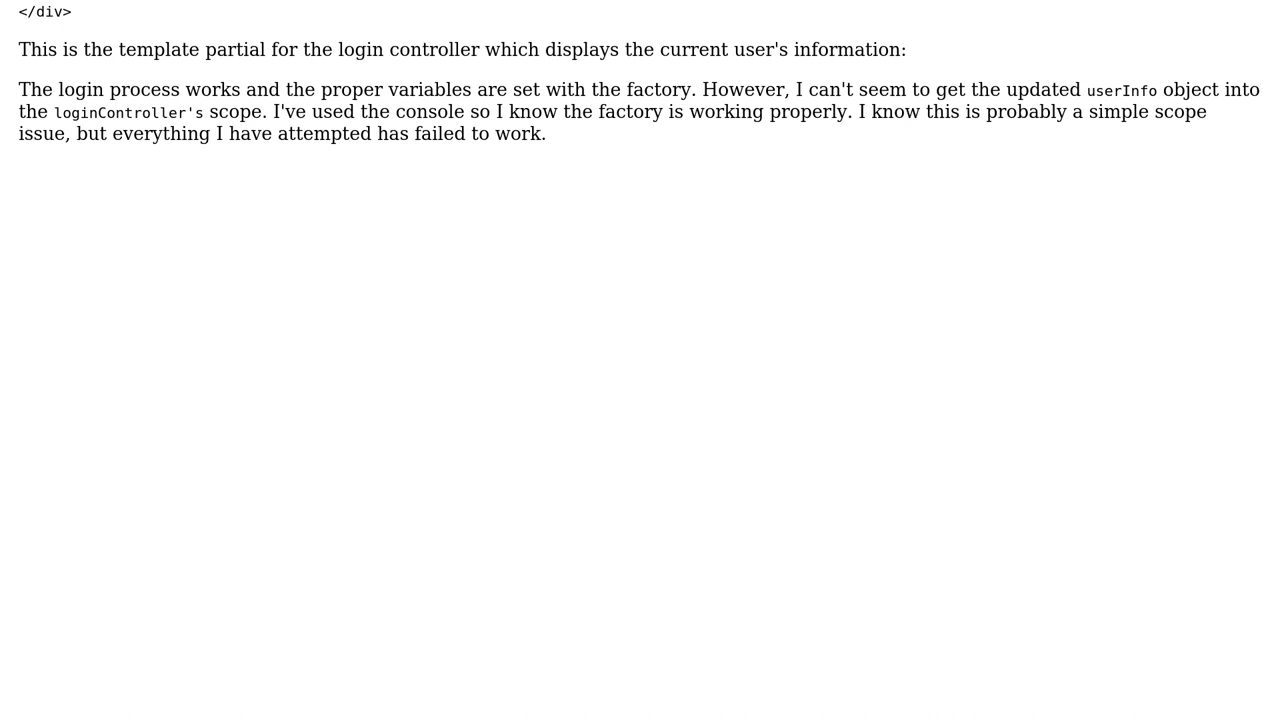 </div>
This is the template partial for the login controller which displays the current user's information:
The login process works and the proper variables are set with the factory. However, I can't seem to get the updated userInfo object into
the loginController's scope. I've used the console so I know the factory is working properly. I know this is probably a simple scope
issue, but everything I have attempted has failed to work.